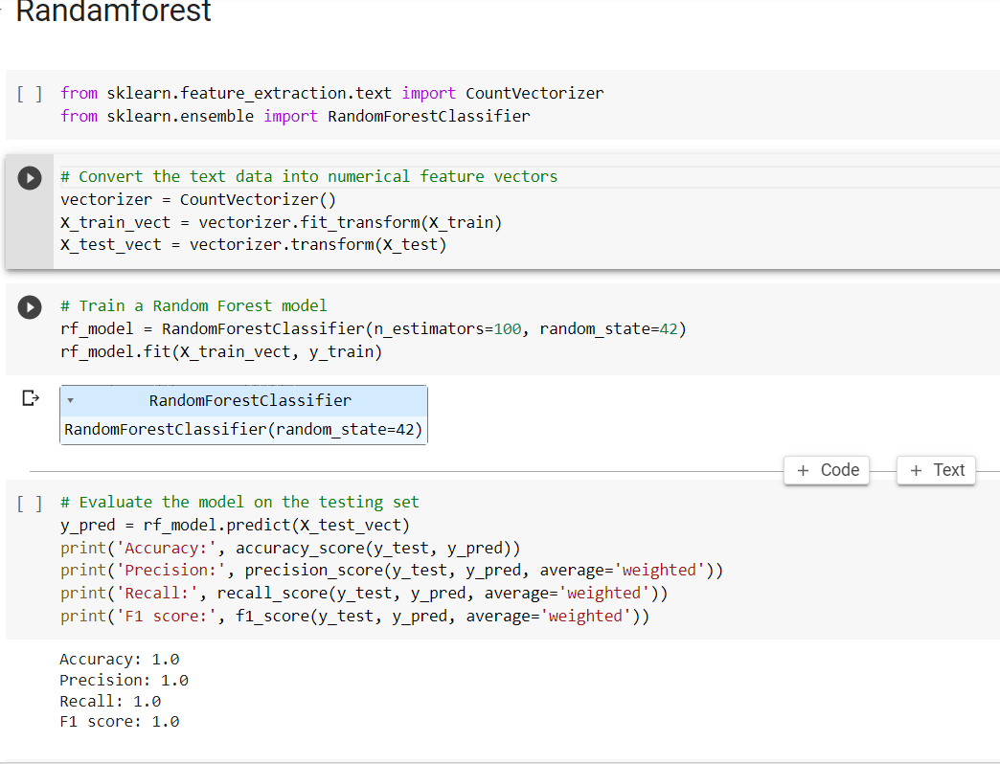 Randamforest
[ ] from sklearn.feature_extraction.text import CountVectorizer
from sklearn.ensemble import RandomForestClassifier
# Convert the text data into numerical feature vectors
vectorizer = CountVectorizer()
X_train_vect = vectorizer.fit_transform(X_train)
X_test_vect = vectorizer.transform(X_test)
# Train a Random Forest model
rf_model = RandomForestClassifier(n_estimators=100, random_state=42)
rf_model.fit(X_train_vect, y_train)
RandomForestClassifier
RandomForestClassifier(random_state=42)
+ Code + Text
[ ] # Evaluate the model on the testing set
y_pred = rf_model.predict(X_test_vect)
print('Accuracy:', accuracy_score(y_test, y_pred))
print('Precision:', precision_score(y_test, y_pred, average='weighted'))
print('Recall:', recall_score(y_test, y_pred, average='weighted'))
print('F1 score:', f1_score(y_test, y_pred, average='weighted'))
Accuracy: 1.0
Precision: 1.0
Recall: 1.0
F1 score: 1.0